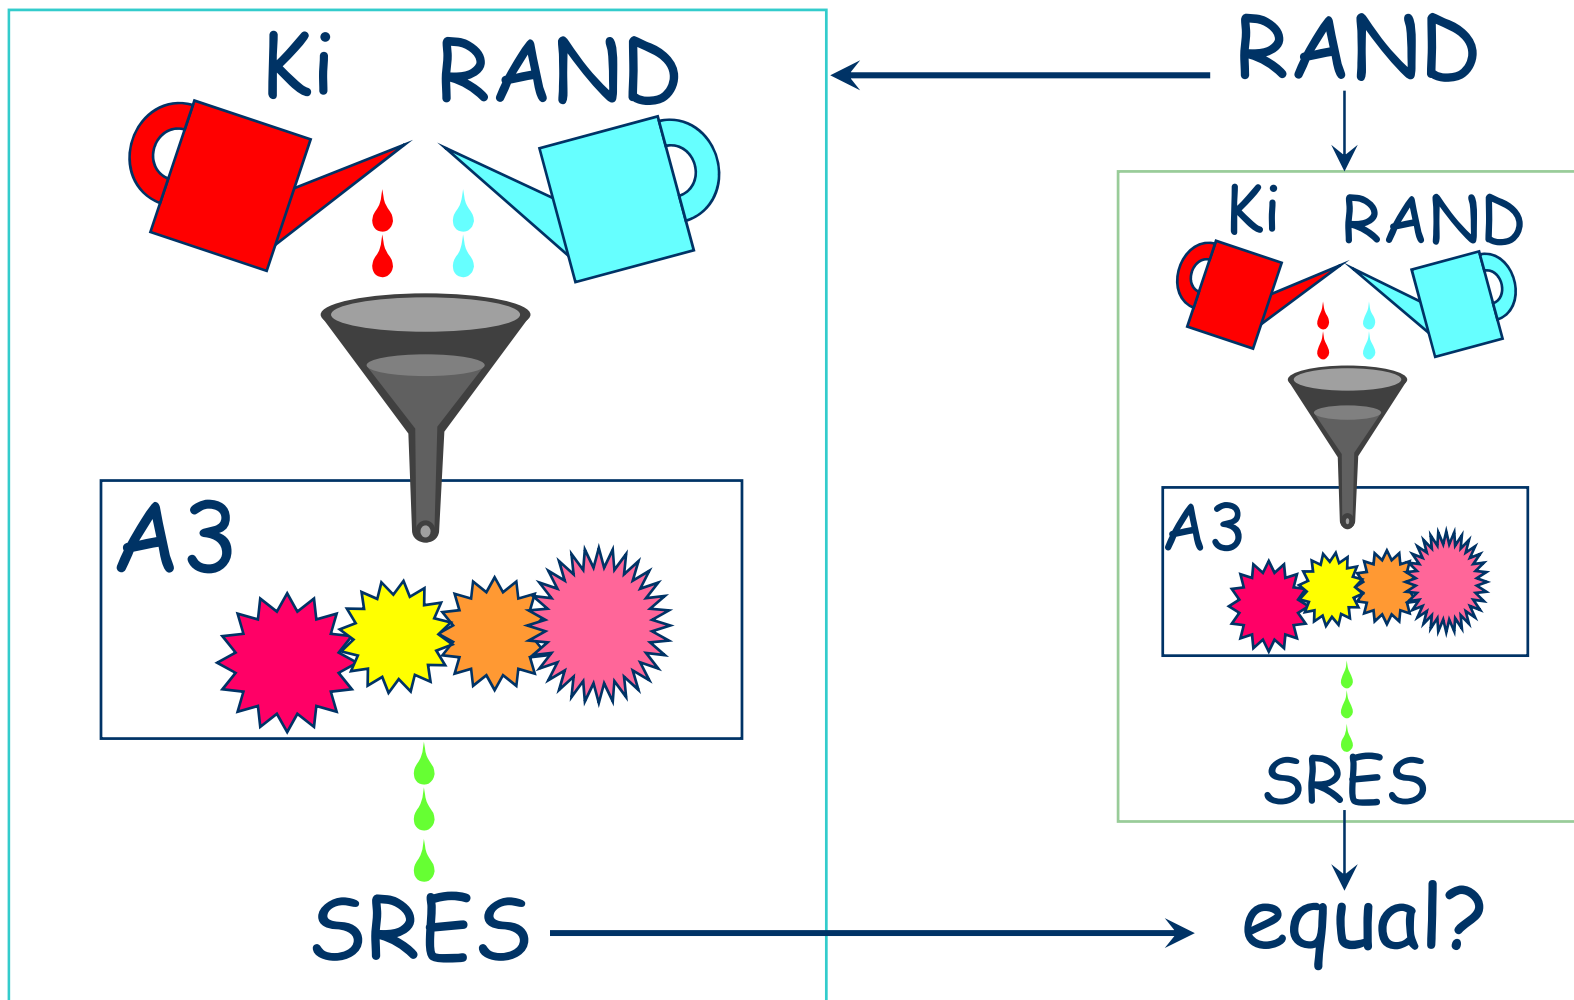 Ki RAND
A3
SRES
RAND
Ki RAND
A3
SRES
equal?